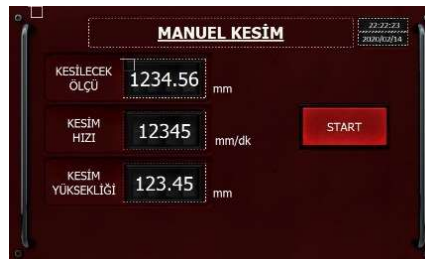 MANUEL KESİM
22:22:23
2020/02/14
KESİLECEK
ÖLÇÜ
1234.56
mm
KESİM
HIZI
12345
mm/dk
START
KESİM
YÜKSEKLİĞİ
123.45
mm